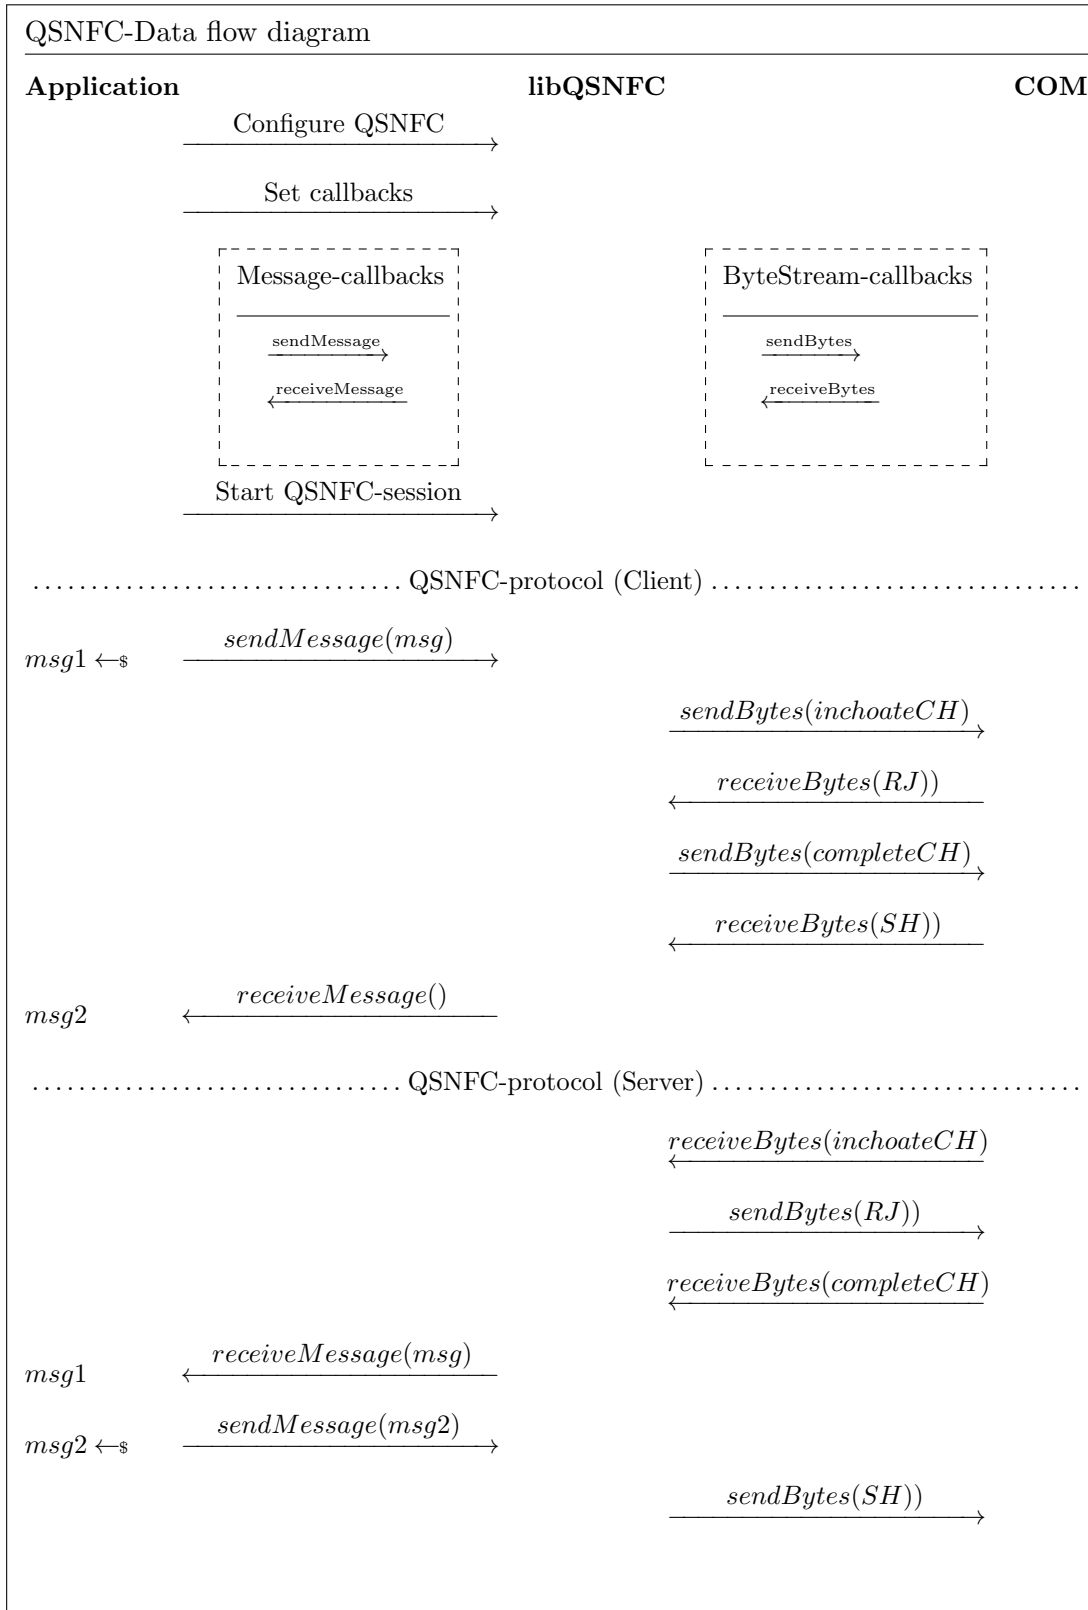 QSNFC-Data flow diagram
Application libQSNFC COM
Configure QSNFC
Set callbacks
Message-callbacks ByteStream-callbacks
sendMessage sendBytes
receiveMessage receiveBytes
Start QSNFC-session
QSNFC-protocol (Client)
msg1 ←$ sendMessage(msg)
sendBytes(inchoateCH)
receiveBytes(RJ))
sendBytes(completeCH)
receiveBytes(SH))
msg2 receiveMessage()
QSNFC-protocol (Server)
receiveBytes(inchoateCH)
sendBytes(RJ))
receiveBytes(completeCH)
msg1 receiveMessage(msg)
msg2 ←$ sendMessage(msg2)
sendBytes(SH))